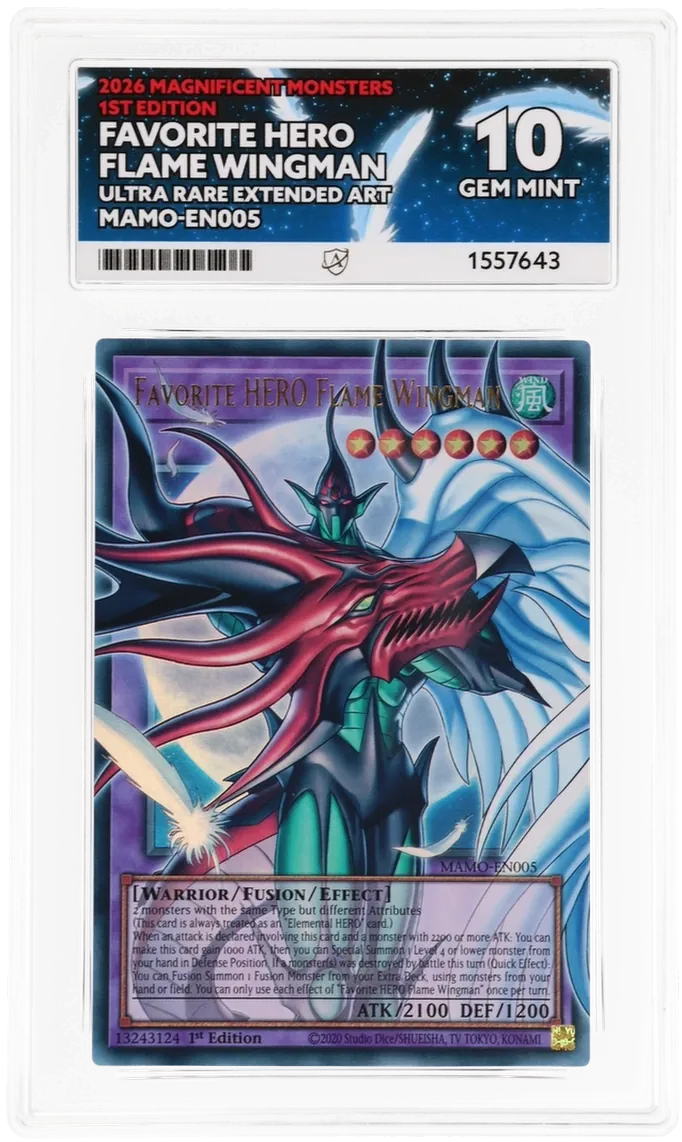 2026 MAGNIFICENT MONSTERS
1ST EDITION
FAVORITE HERO
FLAME WINGMAN
ULTRA RARE EXTENDED ART
MAMO-EN005
10
GEM MINT
1557643
FAVORITE HERO FLAME WINGMAN
WIND
風
MAMO-EN005
[WARRIOR/FUSION/EFFECT]
2 monsters with the same Type but different Attributes
(This card is always treated as an "Elemental HERO" card.)
When an attack is declared involving this card and a monster with 2200 or more ATK: You can
make this card gain 1000 ATK, then you can Special Summon 1 Level 4 or lower monster from
your hand in Defense Position. If a monster(s) was destroyed by battle this turn (Quick Effect):
You can Fusion Summon 1 Fusion Monster from your Extra Deck, using monsters from your
hand or field. You can only use each effect of "Favorite HERO Flame Wingman" once per turn.
ATK/2100 DEF/1200
13243124 1st Edition
©2020 Studio Dice/SHUEISHA, TV TOKYO, KONAMI